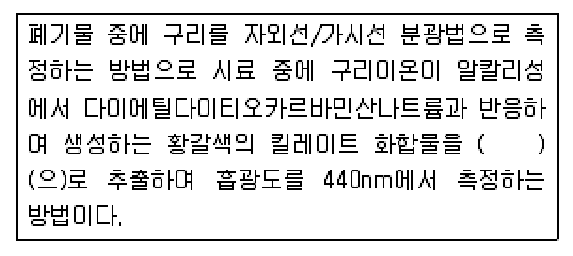 폐기물 중에 구리를 자외선/가시선 분광법으로 측
정하는 방법으로 시료 중에 구리이온이 알칼리성
에서 다이에틸다이티오카르바민산나트륨과 반응하
여 생성하는 황갈색의 킬레이트 화합물을 (    )
(으)로 추출하며 흡광도를 440nm에서 측정하는
방법이다.